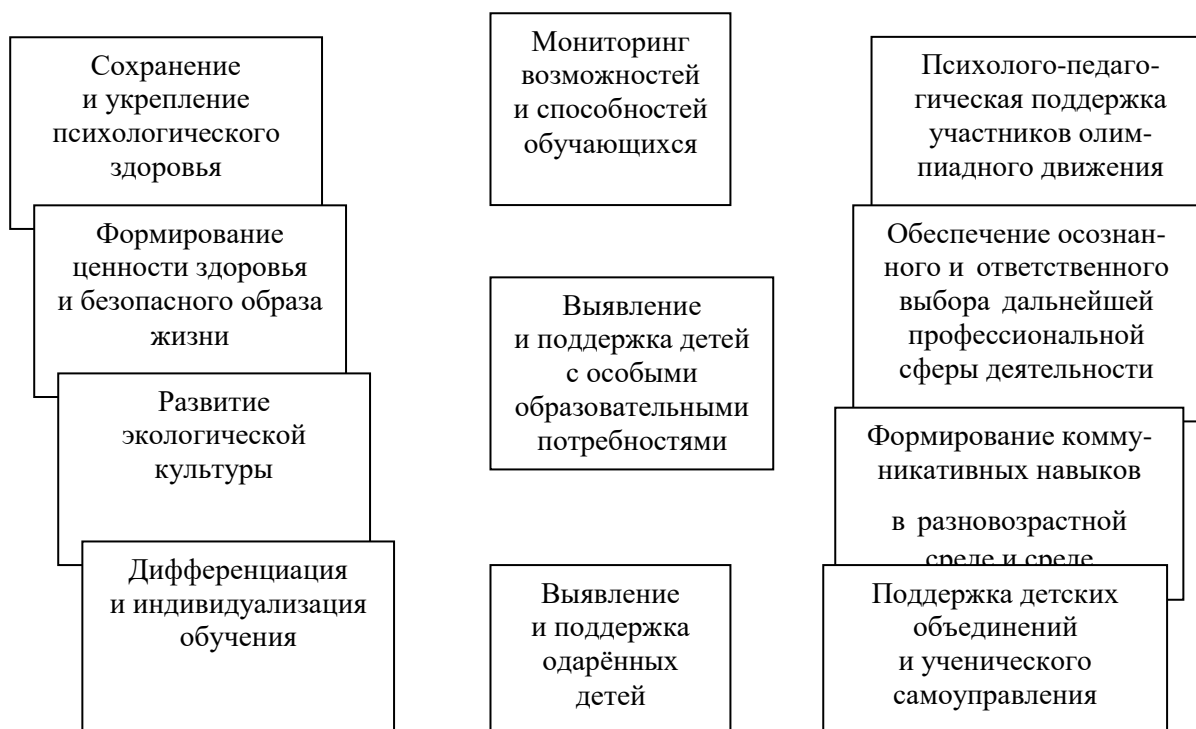 Сохранение
и укрепление
психологического
здоровья
Формирование
ценности здоровья
и безопасного образа
жизни
Развитие
экологической
культуры
Дифференциация
и индивидуализация
обучения
Мониторинг
возможностей
и способностей
обучающихся
Выявление
и поддержка детей
с особыми
образовательными
потребностями
Выявление
и поддержка
одарённых
детей
Психолого-педаго-
гическая поддержка
участников олим-
пиадного движения
Обеспечение осознан-
ного и ответственного
выбора дальнейшей
профессиональной
сферы деятельности
Формирование комму-
никативных навыков
в разновозрастной
среде и среде
Поддержка детских
объединений
и ученического
самоуправления